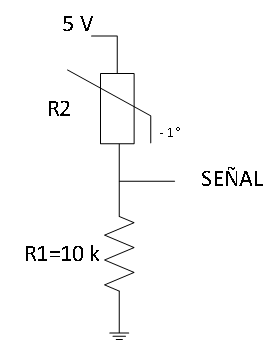 5 V
R2
- 1°
SEÑAL
R1=10 k